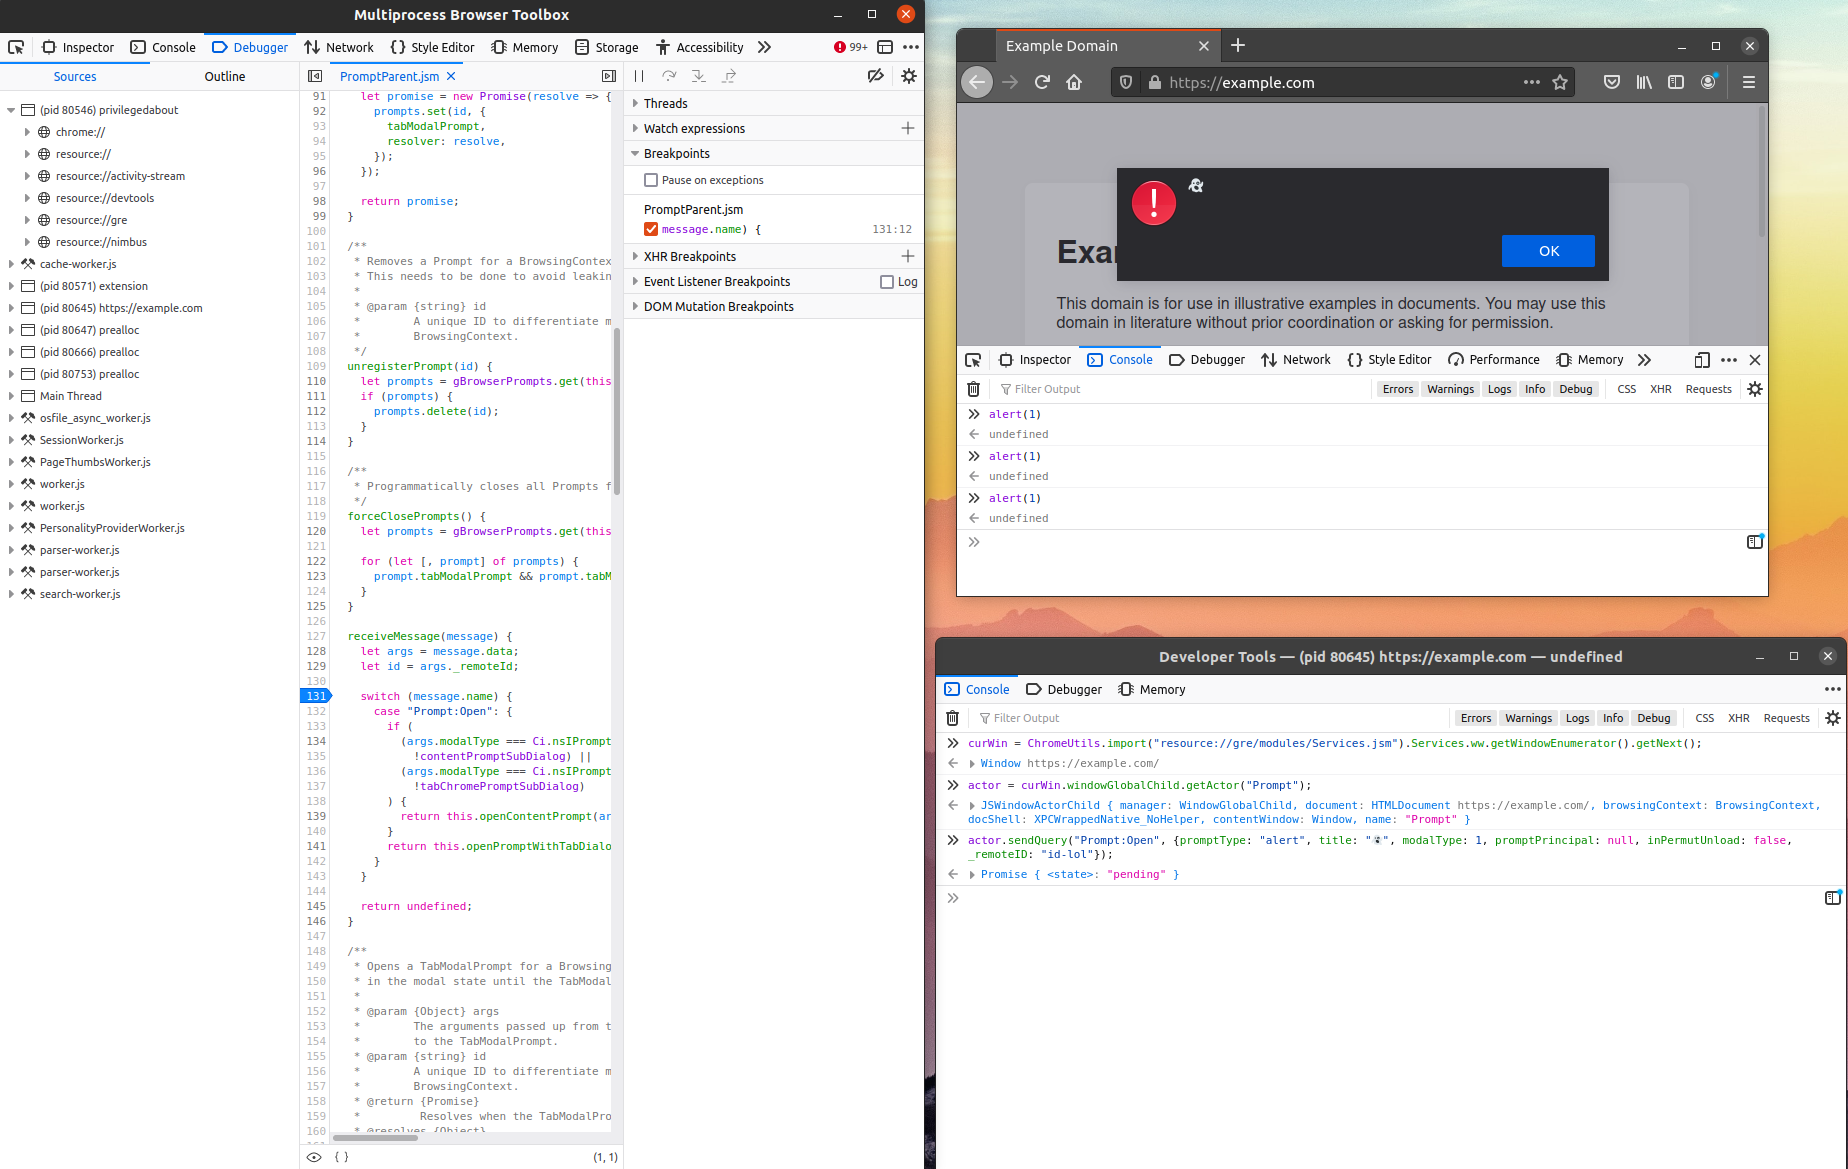 Multiprocess Browser Toolbox
Inspector Console Debugger Network Style Editor Memory Storage Accessibility 99+
Sources Outline
(pid 80546) privilegedabout
chrome://
resource://
resource://activity-stream
resource://devtools
resource://gre
resource://nimbus
cache-worker.js
(pid 80571) extension
(pid 80645) https://example.com
(pid 80647) prealloc
(pid 80666) prealloc
(pid 80753) prealloc
Main Thread
osfile_async_worker.js
SessionWorker.js
PageThumbsWorker.js
worker.js
worker.js
PersonalityProviderWorker.js
parser-worker.js
parser-worker.js
search-worker.js
PromptParent.jsm
91 let promise = new Promise(resolve => {
92 prompts.set(id, {
93 tabModalPrompt,
94 resolver: resolve,
95 });
96 });
97
98 return promise;
99 }
100
101 /**
102 * Removes a Prompt for a BrowsingContex
103 * This needs to be done to avoid leakin
104 *
105 * @param {string} id
106 * A unique ID to differentiate m
107 * BrowsingContext.
108 */
109 unregisterPrompt(id) {
110 let prompts = gBrowserPrompts.get(this
111 if (prompts) {
112 prompts.delete(id);
113 }
114 }
115
116 /**
117 * Programmatically closes all Prompts f
118 */
119 forceClosePrompts() {
120 let prompts = gBrowserPrompts.get(this
121
122 for (let [, prompt] of prompts) {
123 prompt.tabModalPrompt && prompt.tabM
124 }
125 }
126
127 receiveMessage(message) {
128 let args = message.data;
129 let id = args._remoteId;
130
131 switch (message.name) {
132 case "Prompt:Open": {
133 if (
134 (args.modalType === Ci.nsIPrompt
135 !contentPromptSubDialog) ||
136 (args.modalType === Ci.nsIPrompt
137 !tabChromePromptSubDialog)
138 ) {
139 return this.openContentPrompt(ar
140 }
141 return this.openPromptWithTabDialo
142 }
143 }
144
145 return undefined;
146 }
147
148 /**
149 * Opens a TabModalPrompt for a Browsing
150 * in the modal state until the TabModal
151 *
152 * @param {Object} args
153 * The arguments passed up from t
154 * to the TabModalPrompt.
155 * @param {string} id
156 * A unique ID to differentiate m
157 * BrowsingContext.
158 * @return {Promise}
159 * Resolves when the TabModalPro
160 * @resolves {Object}
{ } (1, 1)
Threads
Watch expressions
Breakpoints
Pause on exceptions
PromptParent.jsm
message.name) { 131:12
XHR Breakpoints
Event Listener Breakpoints Log
DOM Mutation Breakpoints
Example Domain
https://example.com
OK
Exa
This domain is for use in illustrative examples in documents. You may use this
domain in literature without prior coordination or asking for permission.
Inspector Console Debugger Network Style Editor Performance Memory
Filter Output Errors Warnings Logs Info Debug CSS XHR Requests
alert(1)
undefined
alert(1)
undefined
alert(1)
undefined
Developer Tools — (pid 80645) https://example.com — undefined
Console Debugger Memory
Filter Output Errors Warnings Logs Info Debug CSS XHR Requests
curWin = ChromeUtils.import("resource://gre/modules/Services.jsm").Services.ww.getWindowEnumerator().getNext();
Window https://example.com/
actor = curWin.windowGlobalChild.getActor("Prompt");
JSWindowActorChild { manager: WindowGlobalChild, document: HTMLDocument https://example.com/, browsingContext: BrowsingContext,
docShell: XPCWrappedNative_NoHelper, contentWindow: Window, name: "Prompt" }
actor.sendQuery("Prompt:Open", {promptType: "alert", title: "👻", modalType: 1, promptPrincipal: null, inPermutUnload: false,
_remoteID: "id-lol"});
Promise { <state>: "pending" }